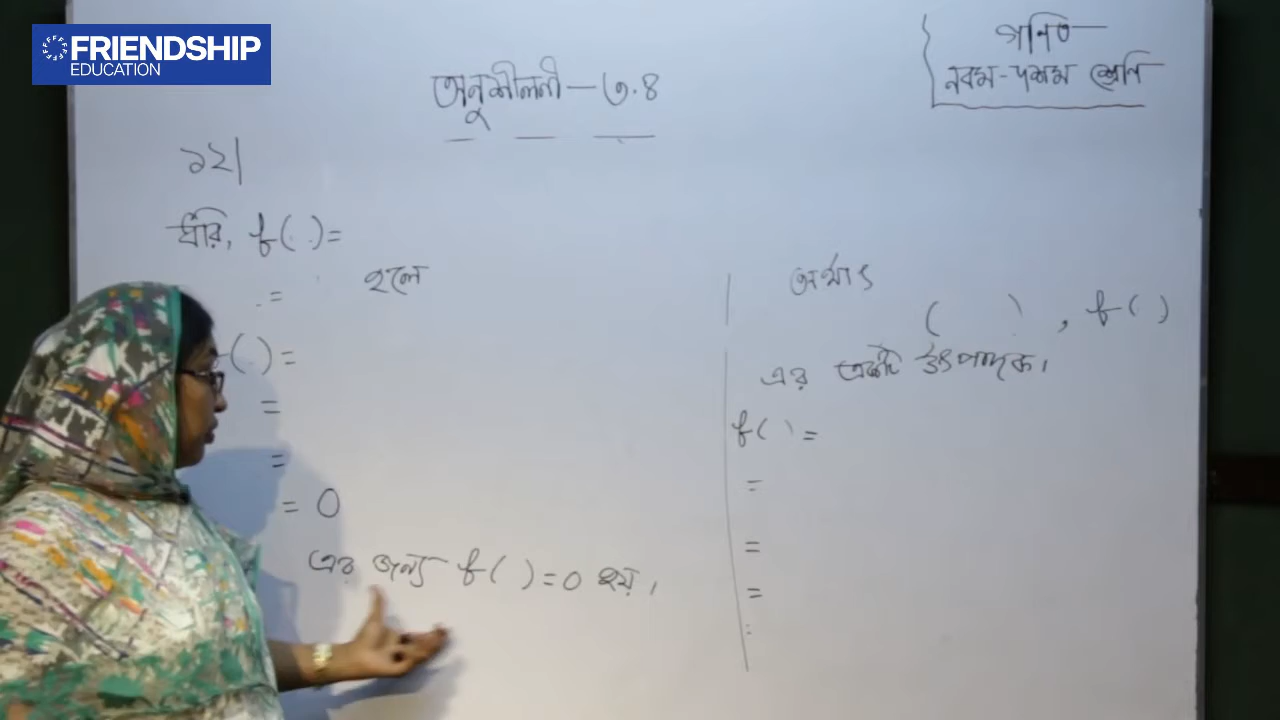 FRIENDSHIP
EDUCATION
গণিত
নবম-দশম শ্রেণি
অনুশীলনী — ৩.৪
১২|
ধরি, f( ) =
= হলে
( ) =
=
=
= 0
এর জন্য f( ) = 0 হয়।
অর্থাৎ
( ) , f( )
এর একটি উৎপাদক।
f( ) =
=
=
=